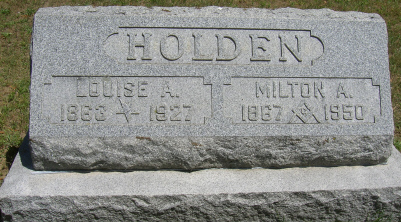 HOLDEN
LOUISE A. MILTON A.
1863 1927 1867 1950